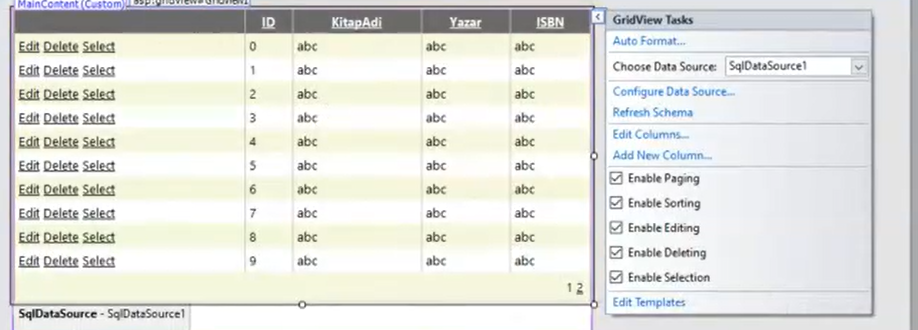 MainContent (Custom)
asp:gridview#GridView1
ID KitapAdi Yazar ISBN
Edit Delete Select 0 abc abc abc
Edit Delete Select 1 abc abc abc
Edit Delete Select 2 abc abc abc
Edit Delete Select 3 abc abc abc
Edit Delete Select 4 abc abc abc
Edit Delete Select 5 abc abc abc
Edit Delete Select 6 abc abc abc
Edit Delete Select 7 abc abc abc
Edit Delete Select 8 abc abc abc
Edit Delete Select 9 abc abc abc
1 2
SqlDataSource - SqlDataSource1
GridView Tasks
Auto Format...
Choose Data Source: SqlDataSource1
Configure Data Source...
Refresh Schema
Edit Columns...
Add New Column...
Enable Paging
Enable Sorting
Enable Editing
Enable Deleting
Enable Selection
Edit Templates